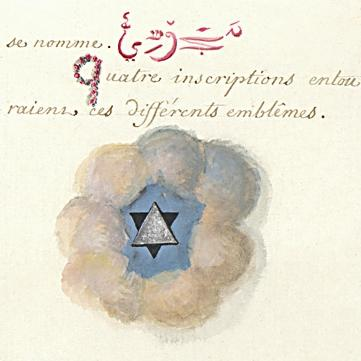 se nomme.
quatre inscriptions entou
raient ces différents emblêmes.